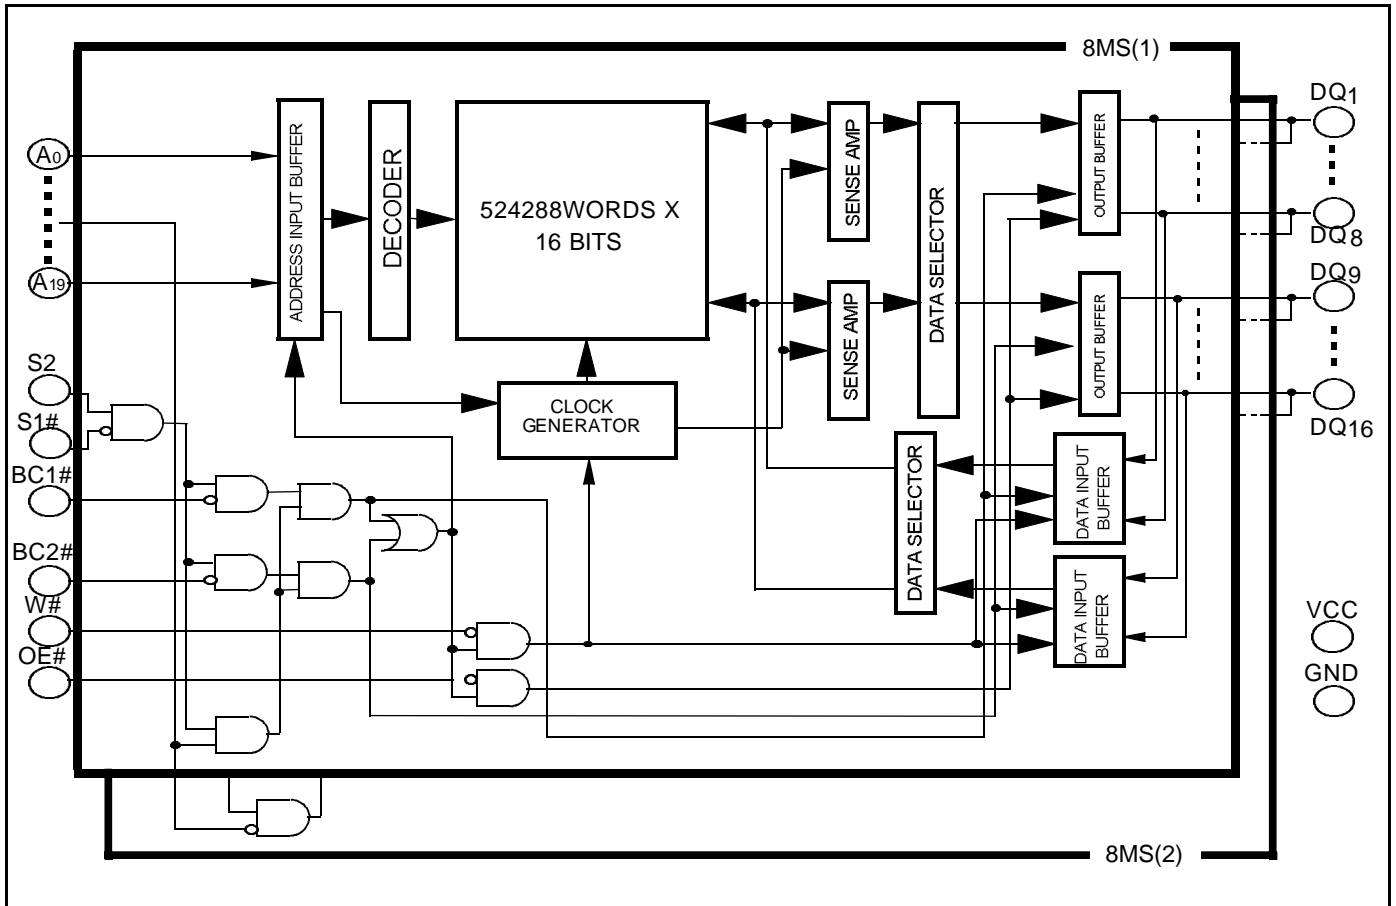 8MS(1)
A0
A19
S2
S1#
BC1#
BC2#
W#
OE#
ADDRESS INPUT BUFFER
DECODER
524288WORDS X
16 BITS
CLOCK
GENERATOR
SENSE AMP
SENSE AMP
DATA SELECTOR
DATA SELECTOR
OUTPUT BUFFER
OUTPUT BUFFER
DATA INPUT
BUFFER
DATA INPUT
BUFFER
DQ1
DQ8
DQ9
DQ16
VCC
GND
8MS(2)